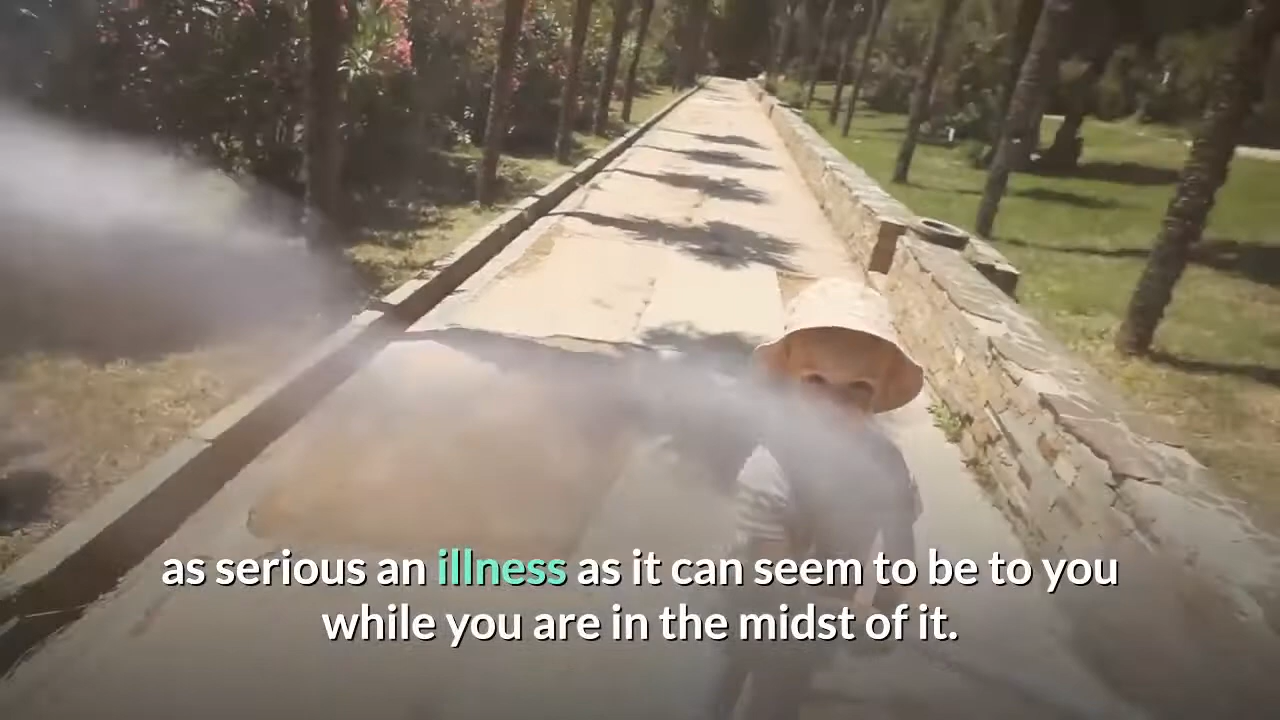 as serious an illness as it can seem to be to you
while you are in the midst of it.